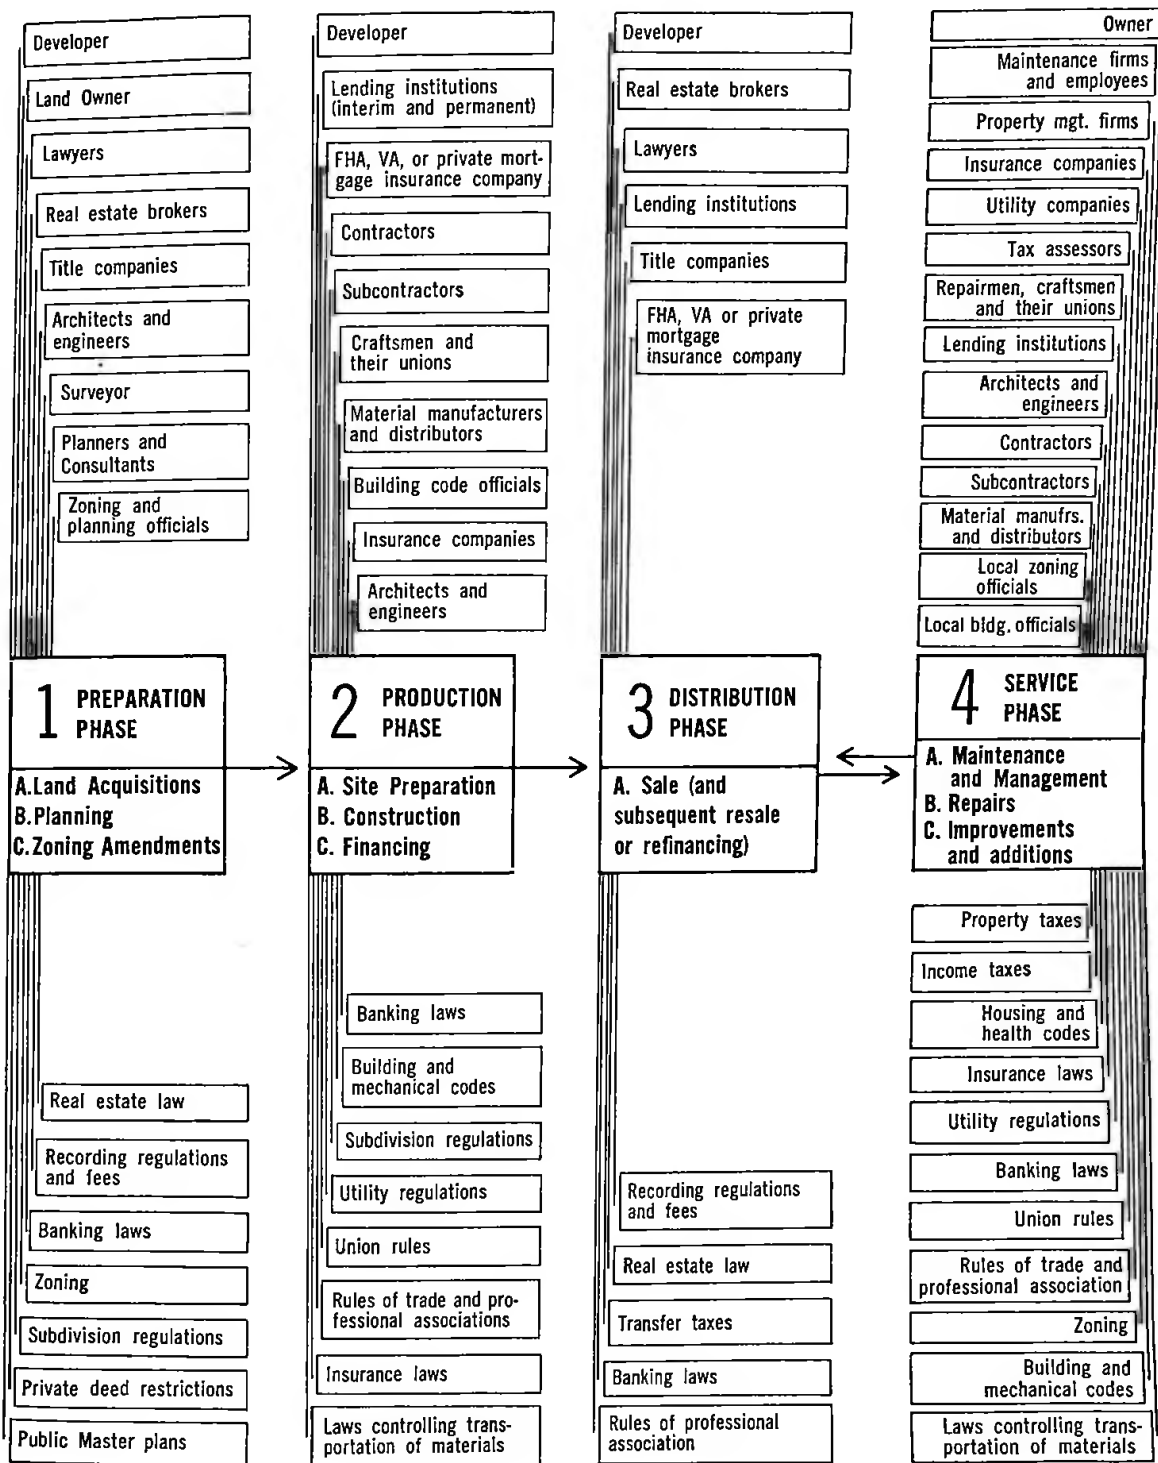 Developer
Land Owner
Lawyers
Real estate brokers
Title companies
Architects and
engineers
Surveyor
Planners and
Consultants
Zoning and
planning officials
1 PREPARATION
PHASE
A. Land Acquisitions
B. Planning
C. Zoning Amendments
Real estate law
Recording regulations
and fees
Banking laws
Zoning
Subdivision regulations
Private deed restrictions
Public Master plans
Developer
Lending institutions
(interim and permanent)
FHA, VA, or private mort-
gage insurance company
Contractors
Subcontractors
Craftsmen and
their unions
Material manufacturers
and distributors
Building code officials
Insurance companies
Architects and
engineers
2 PRODUCTION
PHASE
A. Site Preparation
B. Construction
C. Financing
Banking laws
Building and
mechanical codes
Subdivision regulations
Utility regulations
Union rules
Rules of trade and pro-
fessional associations
Insurance laws
Laws controlling trans-
portation of materials
Developer
Real estate brokers
Lawyers
Lending institutions
Title companies
FHA, VA or private
mortgage
insurance company
3 DISTRIBUTION
PHASE
A. Sale (and
subsequent resale
or refinancing)
Recording regulations
and fees
Real estate law
Transfer taxes
Banking laws
Rules of professional
association
Owner
Maintenance firms
and employees
Property mgt. firms
Insurance companies
Utility companies
Tax assessors
Repairmen, craftsmen
and their unions
Lending institutions
Architects and
engineers
Contractors
Subcontractors
Material manufrs.
and distributors
Local zoning
officials
Local bldg. officials
4 SERVICE
PHASE
A. Maintenance
and Management
B. Repairs
C. Improvements
and additions
Property taxes
Income taxes
Housing and
health codes
Insurance laws
Utility regulations
Banking laws
Union rules
Rules of trade and
professional association
Zoning
Building and
mechanical codes
Laws controlling trans-
portation of materials